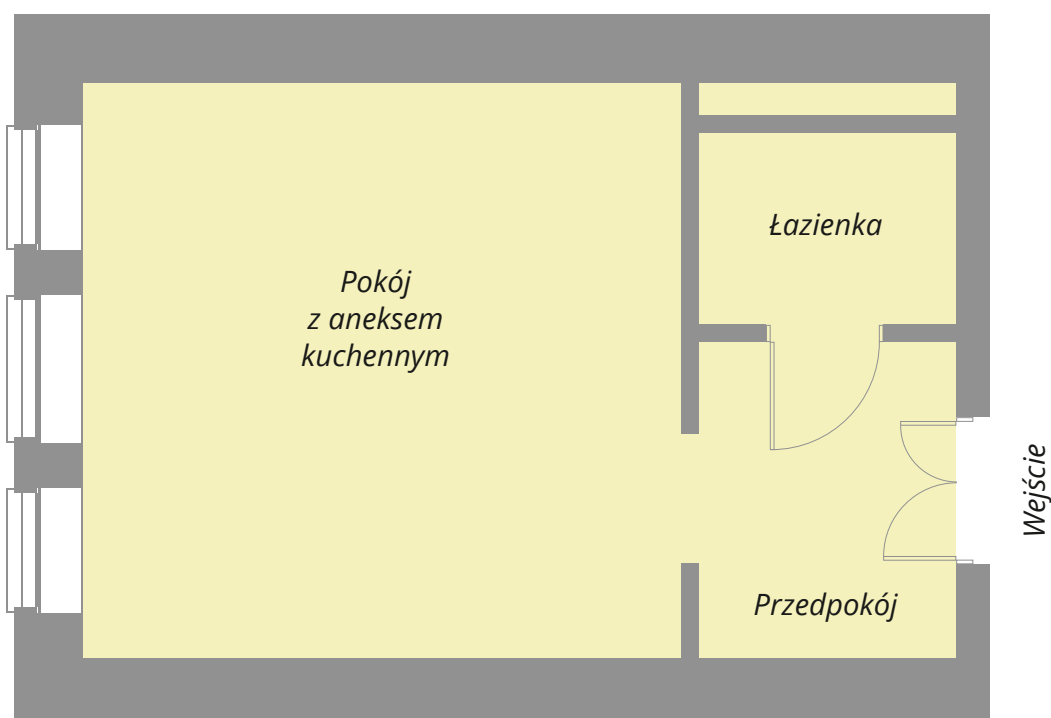 Łazienka
Pokój
z aneksem
kuchennym
Wejście
Przedpokój